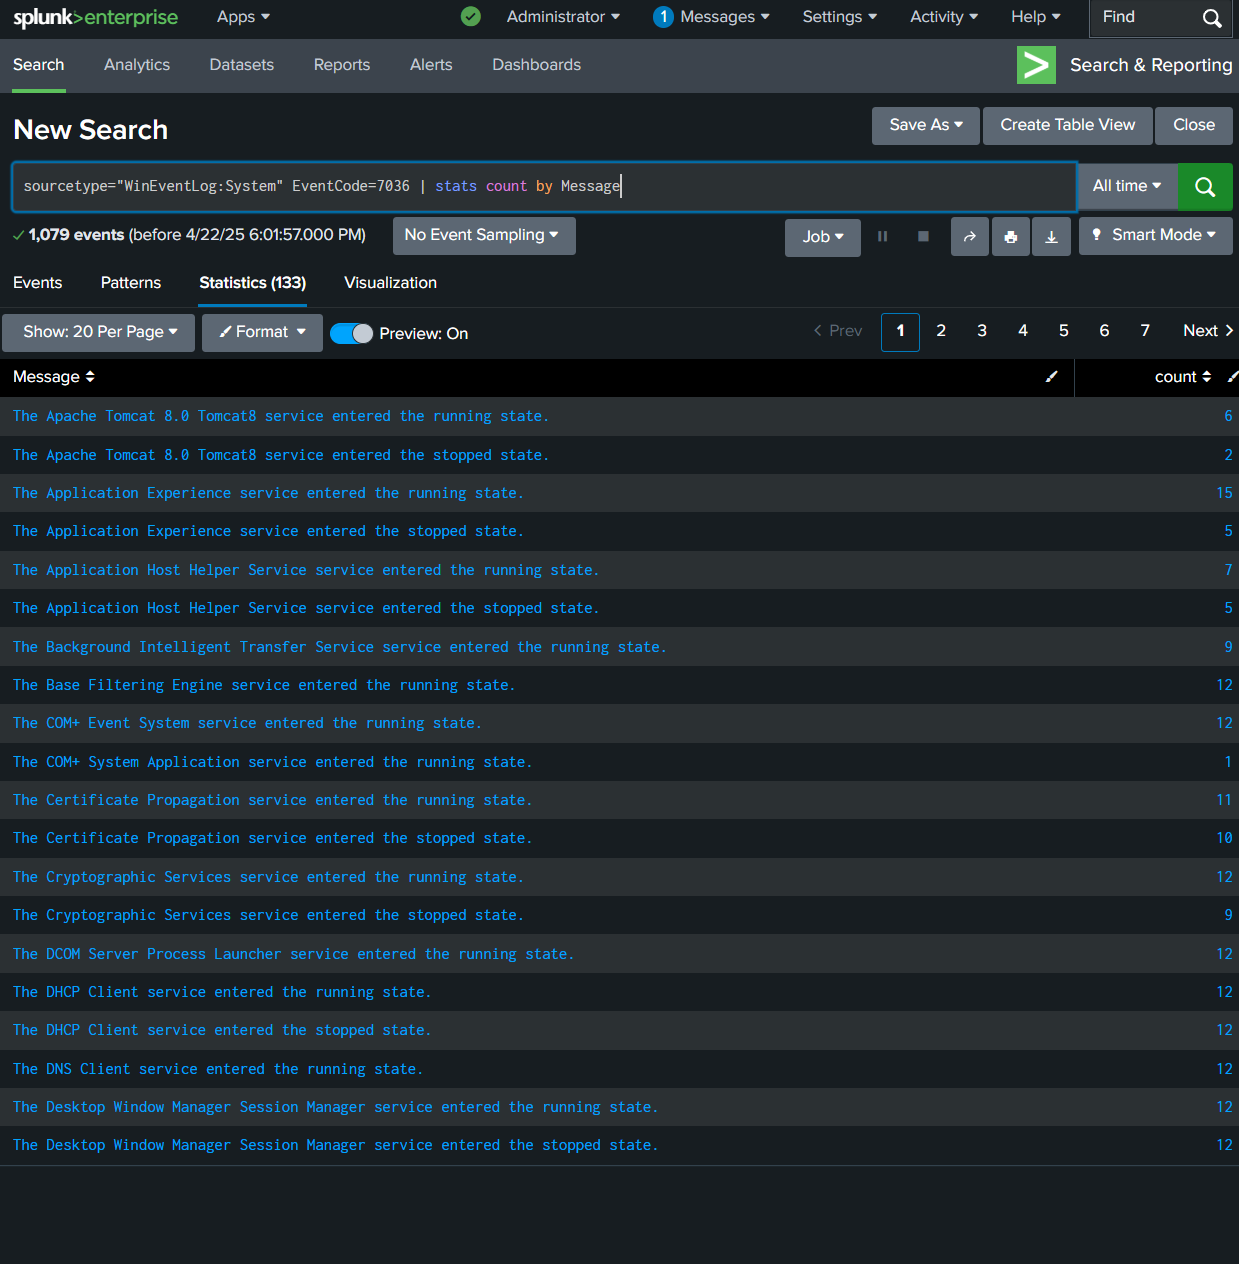 splunk>enterprise Apps Administrator 1 Messages Settings Activity Help Find
Search Analytics Datasets Reports Alerts Dashboards > Search & Reporting
New Search Save As Create Table View Close
sourcetype="WinEventLog:System" EventCode=7036 | stats count by Message All time
1,079 events (before 4/22/25 6:01:57.000 PM) No Event Sampling Job Smart Mode
Events Patterns Statistics (133) Visualization
Show: 20 Per Page Format Preview: On < Prev 1 2 3 4 5 6 7 Next >
Message count
The Apache Tomcat 8.0 Tomcat8 service entered the running state. 6
The Apache Tomcat 8.0 Tomcat8 service entered the stopped state. 2
The Application Experience service entered the running state. 15
The Application Experience service entered the stopped state. 5
The Application Host Helper Service service entered the running state. 7
The Application Host Helper Service service entered the stopped state. 5
The Background Intelligent Transfer Service service entered the running state. 9
The Base Filtering Engine service entered the running state. 12
The COM+ Event System service entered the running state. 12
The COM+ System Application service entered the running state. 1
The Certificate Propagation service entered the running state. 11
The Certificate Propagation service entered the stopped state. 10
The Cryptographic Services service entered the running state. 12
The Cryptographic Services service entered the stopped state. 9
The DCOM Server Process Launcher service entered the running state. 12
The DHCP Client service entered the running state. 12
The DHCP Client service entered the stopped state. 12
The DNS Client service entered the running state. 12
The Desktop Window Manager Session Manager service entered the running state. 12
The Desktop Window Manager Session Manager service entered the stopped state. 12